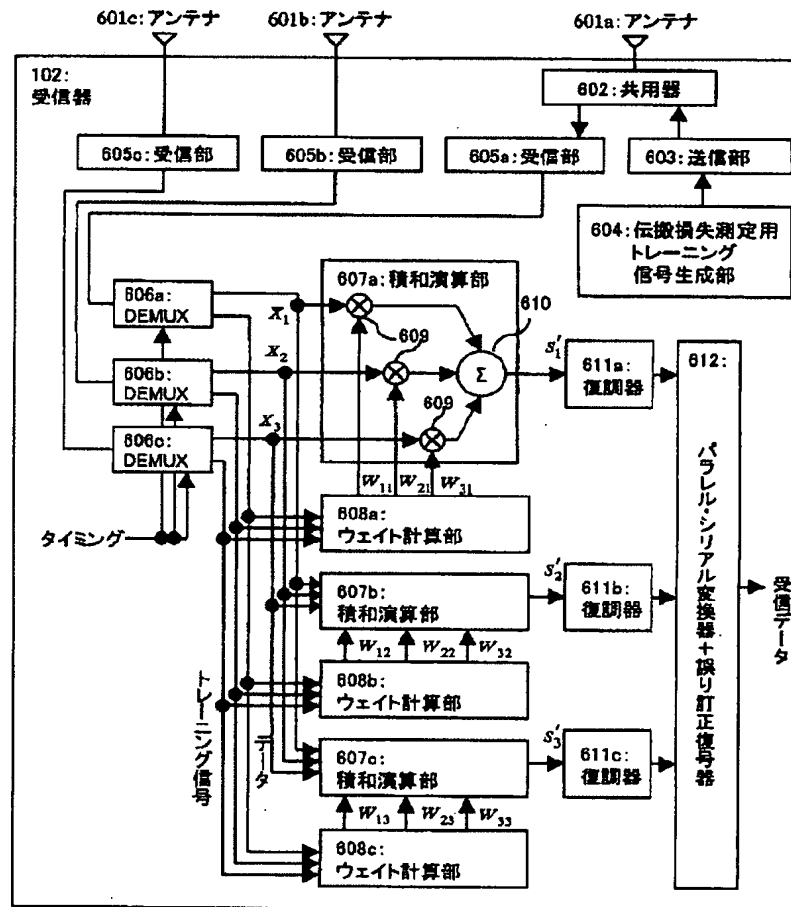 601c:アンテナ 601b:アンテナ 601a:アンテナ
102:
受信器
602:共用器
605c:受信部 605b:受信部 605a:受信部 603:送信部
604:伝搬損失測定用
トレーニング
信号生成部
606a:
DEMUX
606b:
DEMUX
606c:
DEMUX
タイミング
X1
X2
X3
607a:積和演算部
609
609
609
610
Σ
W11 W21 W31
608a:
ウェイト計算部
607b:
積和演算部
W12 W22 W32
608b:
ウェイト計算部
607c:
積和演算部
W13 W23 W33
608c:
ウェイト計算部
トレーニング信号
データ
S'1
611a:
復調器
S'2
611b:
復調器
S'3
611c:
復調器
612:
パラレル・シリアル変換器+誤り訂正復号器
受信データ